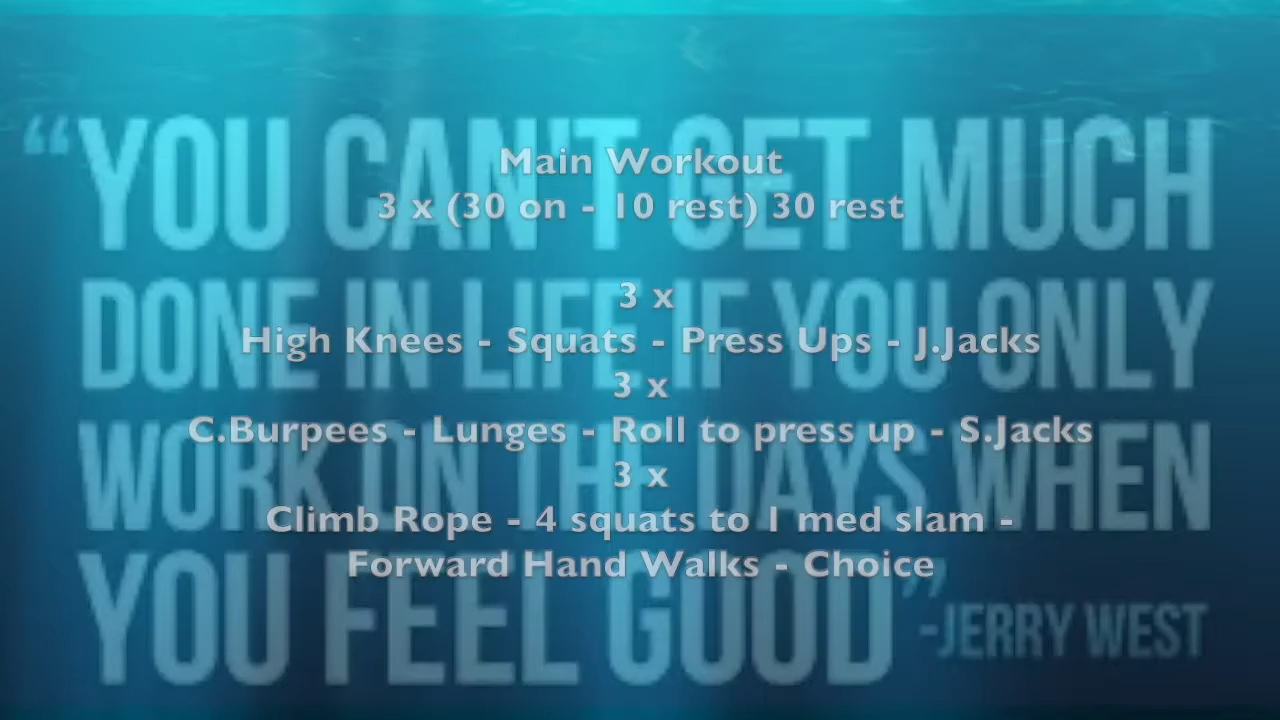 Main Workout
3 x (30 on - 10 rest) 30 rest
3 x
High Knees - Squats - Press Ups - J.Jacks
3 x
C.Burpees - Lunges - Roll to press up - S.Jacks
3 x
Climb Rope - 4 squats to 1 med slam -
Forward Hand Walks - Choice
“YOU CAN'T GET MUCH
DONE IN LIFE IF YOU ONLY
WORK ON THE DAYS WHEN
YOU FEEL GOOD”
-JERRY WEST